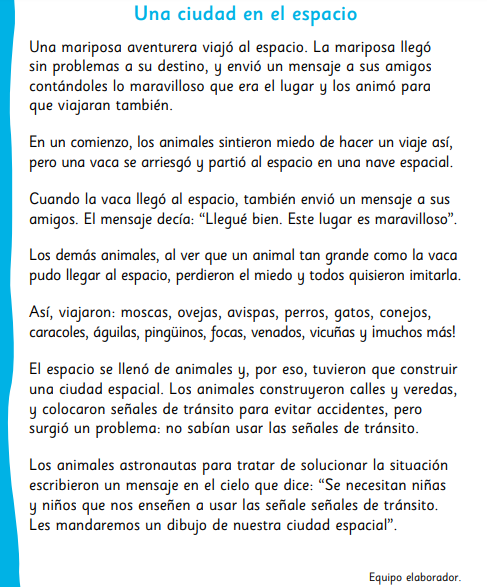 Una ciudad en el espacio
Una mariposa aventurera viajó al espacio. La mariposa llegó
sin problemas a su destino, y envió un mensaje a sus amigos
contándoles lo maravilloso que era el lugar y los animó para
que viajaran también.
En un comienzo, los animales sintieron miedo de hacer un viaje así,
pero una vaca se arriesgó y partió al espacio en una nave espacial.
Cuando la vaca llegó al espacio, también envió un mensaje a sus
amigos. El mensaje decía: “Llegué bien. Este lugar es maravilloso”.
Los demás animales, al ver que un animal tan grande como la vaca
pudo llegar al espacio, perdieron el miedo y todos quisieron imitarla.
Así, viajaron: moscas, ovejas, avispas, perros, gatos, conejos,
caracoles, águilas, pingüinos, focas, venados, vicuñas y ¡muchos más!
El espacio se llenó de animales y, por eso, tuvieron que construir
una ciudad espacial. Los animales construyeron calles y veredas,
y colocaron señales de tránsito para evitar accidentes, pero
surgió un problema: no sabían usar las señales de tránsito.
Los animales astronautas para tratar de solucionar la situación
escribieron un mensaje en el cielo que dice: “Se necesitan niñas
y niños que nos enseñen a usar las señale señales de tránsito.
Les mandaremos un dibujo de nuestra ciudad espacial”.
Equipo elaborador.